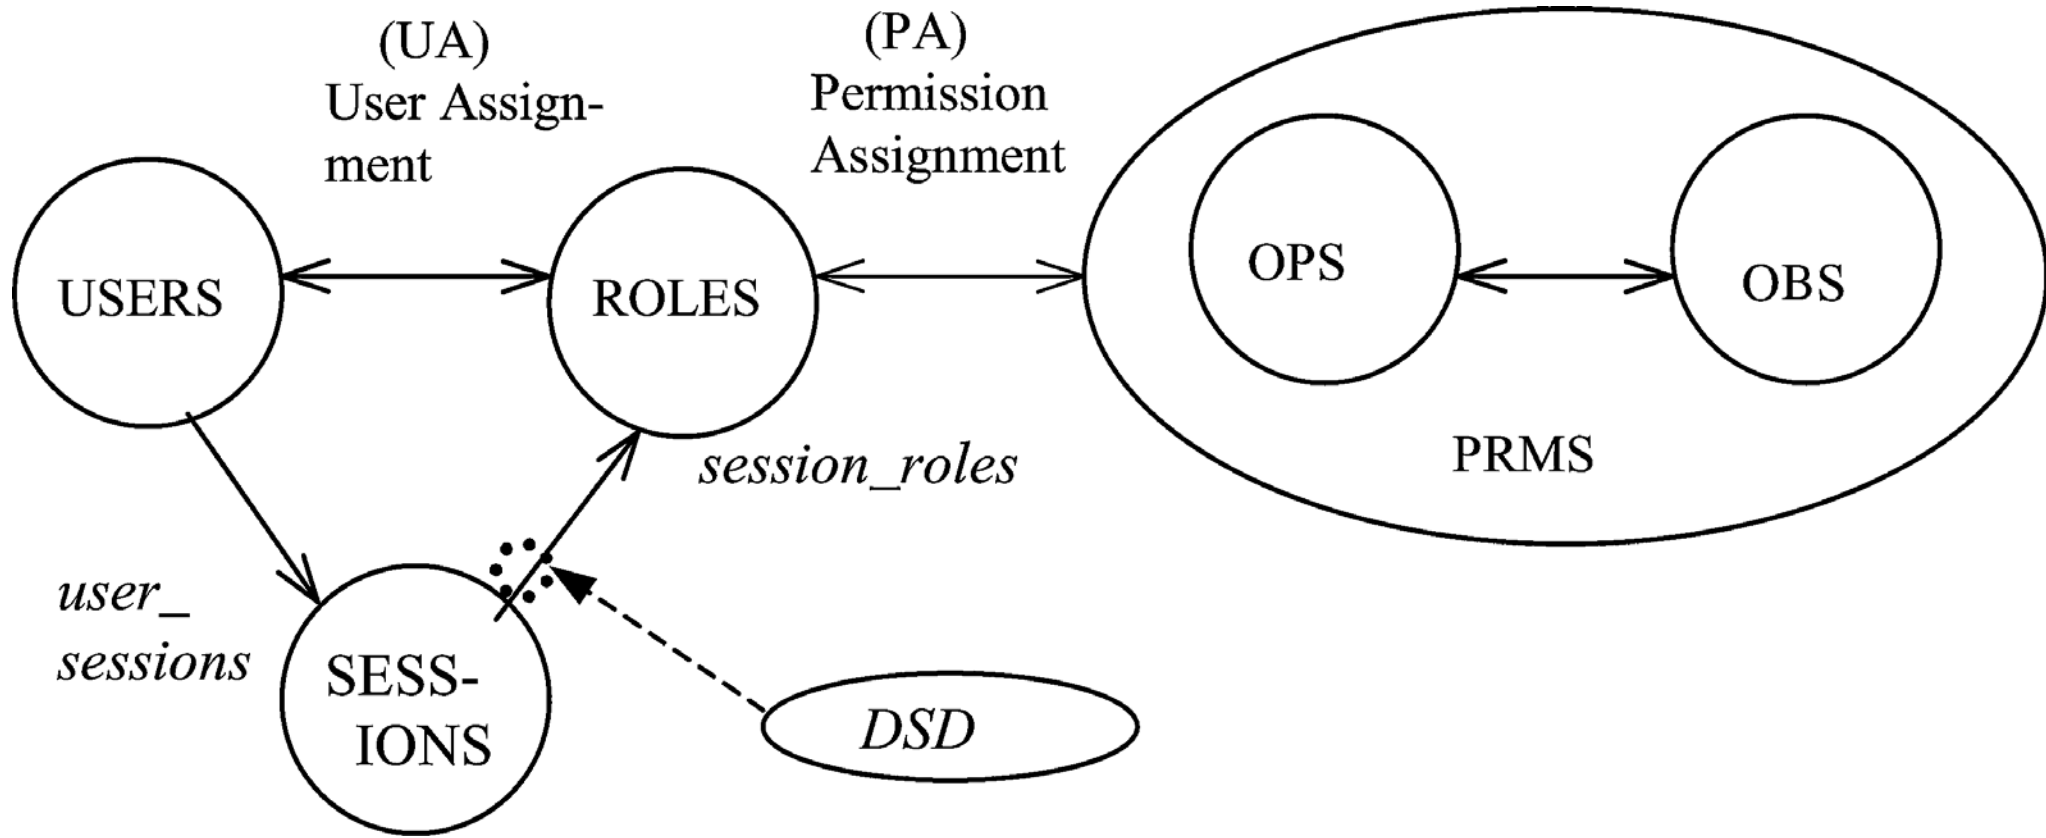 (UA)
User Assign-
ment
(PA)
Permission
Assignment
USERS
ROLES
OPS
OBS
PRMS
session_roles
user_
sessions
SESS-
IONS
DSD